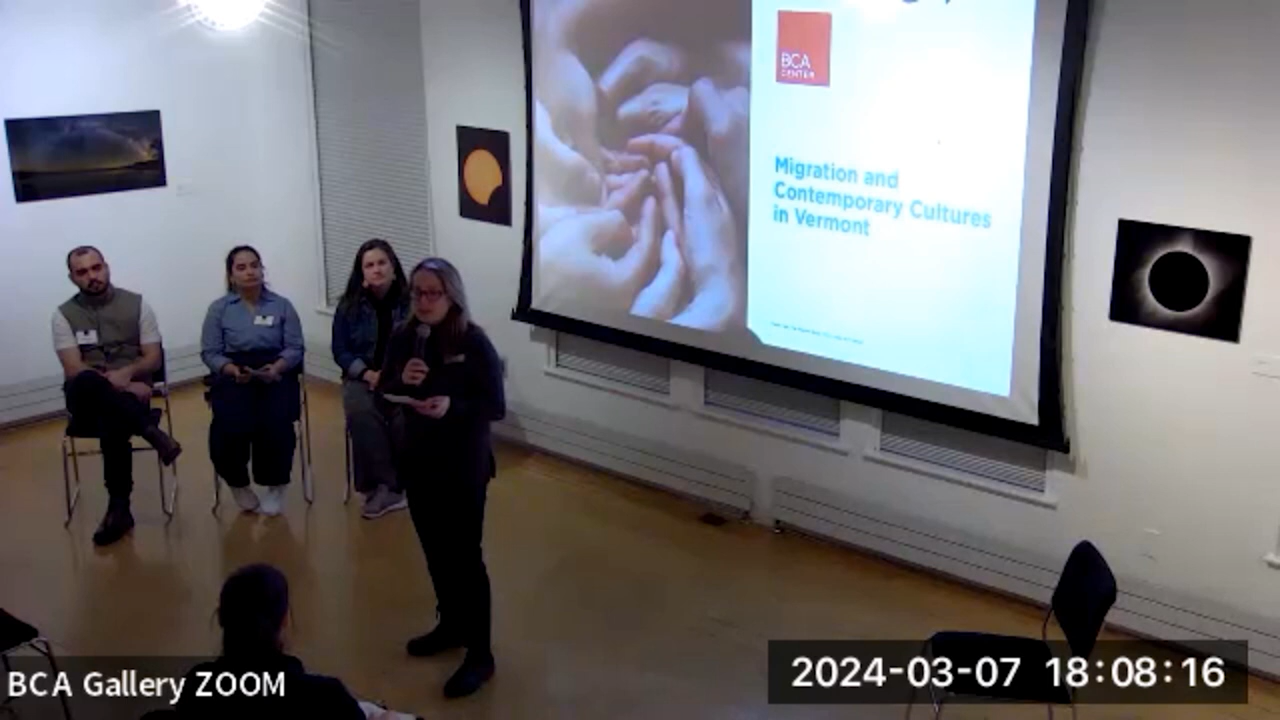 BCA
CENTER
Migration and
Contemporary Cultures
in Vermont
BCA Gallery ZOOM
2024-03-07 18:08:16